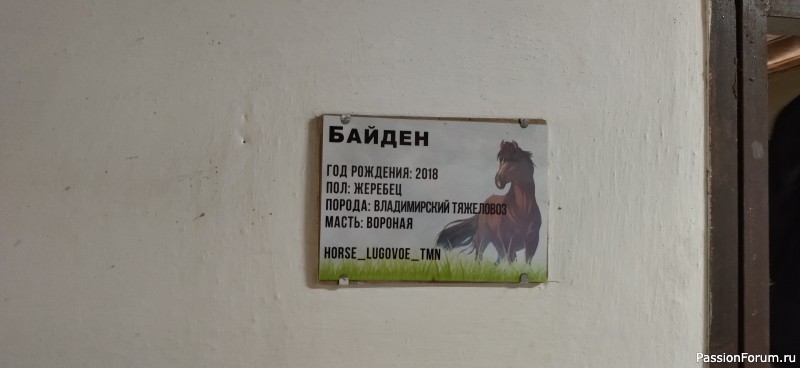 БАЙДЕН
ГОД РОЖДЕНИЯ: 2018
ПОЛ: ЖЕРЕБЕЦ
ПОРОДА: ВЛАДИМИРСКИЙ ТЯЖЕЛОВОЗ
МАСТЬ: ВОРОНАЯ
HORSE_LUGOVOE_TMN
PassionForum.ru